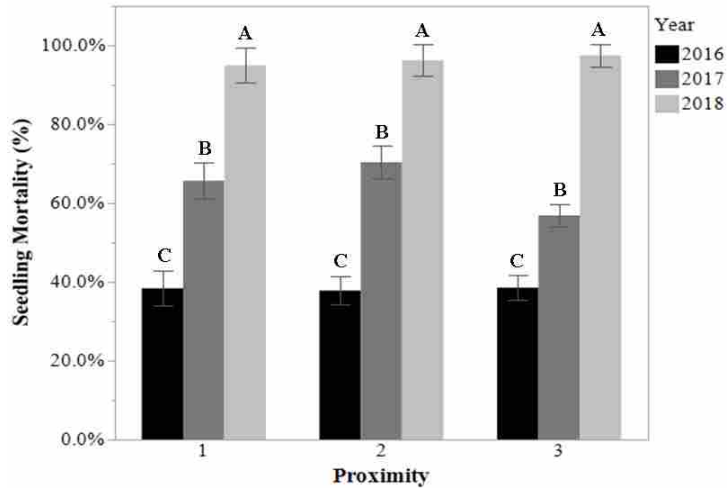 Seedling Mortality (%)
100.0%
80.0%
60.0%
40.0%
20.0%
0.0%
C
B
A
C
B
A
C
B
A
1
2
3
Proximity
Year
2016
2017
2018